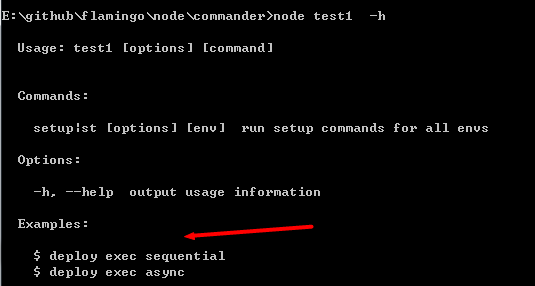 E:\github\flamingo\node\commander>node test1  -h
Usage: test1 [options] [command]
Commands:
setup|st [options] [env]  run setup commands for all envs
Options:
-h, --help  output usage information
Examples:
$ deploy exec sequential
$ deploy exec async